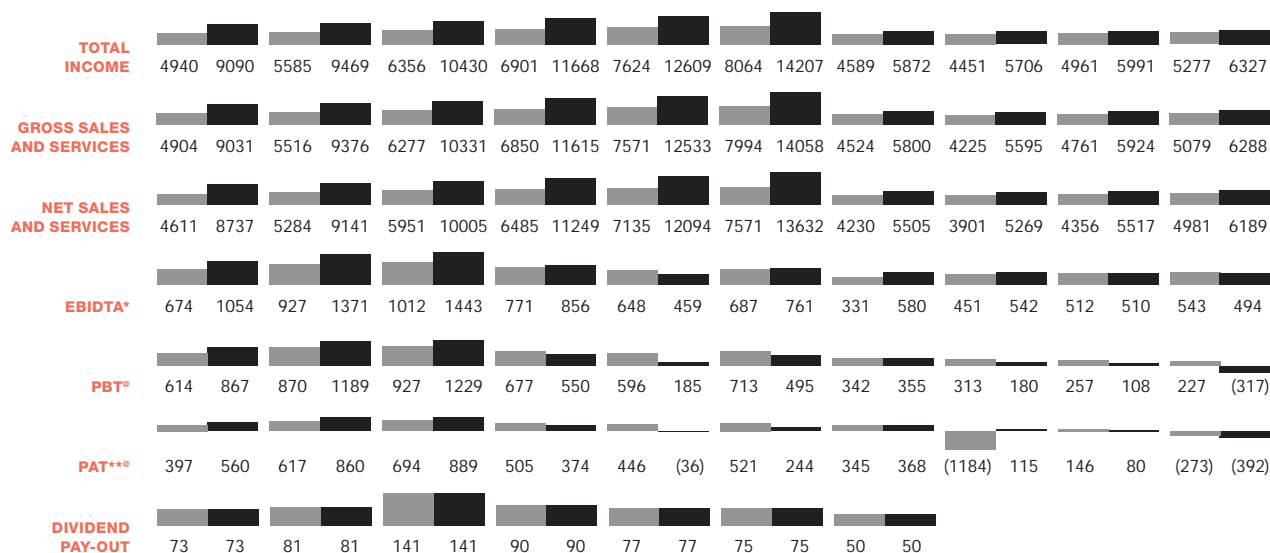 TOTAL
INCOME
4940 9090 5585 9469 6356 10430 6901 11668 7624 12609 8064 14207 4589 5872 4451 5706 4961 5991 5277 6327
GROSS SALES
AND SERVICES
4904 9031 5516 9376 6277 10331 6850 11615 7571 12533 7994 14058 4524 5800 4225 5595 4761 5924 5079 6288
NET SALES
AND SERVICES
4611 8737 5284 9141 5951 10005 6485 11249 7135 12094 7571 13632 4230 5505 3901 5269 4356 5517 4981 6189
EBIDTA* 674 1054 927 1371 1012 1443 771 856 648 459 687 761 331 580 451 542 512 510 543 494
PBT@ 614 867 870 1189 927 1229 677 550 596 185 713 495 342 355 313 180 257 108 227 (317)
PAT**@ 397 560 617 860 694 889 505 374 446 (36) 521 244 345 368 (1184) 115 146 80 (273) (392)
DIVIDEND
PAY-OUT
73 73 81 81 141 141 90 90 77 77 75 75 50 50